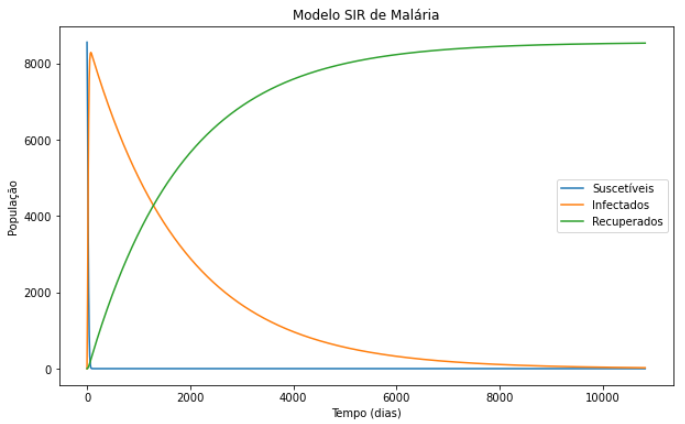 Modelo SIR de Malária
População
8000
6000
4000
2000
0
Suscetíveis
Infectados
Recuperados
0 2000 4000 6000 8000 10000
Tempo (dias)